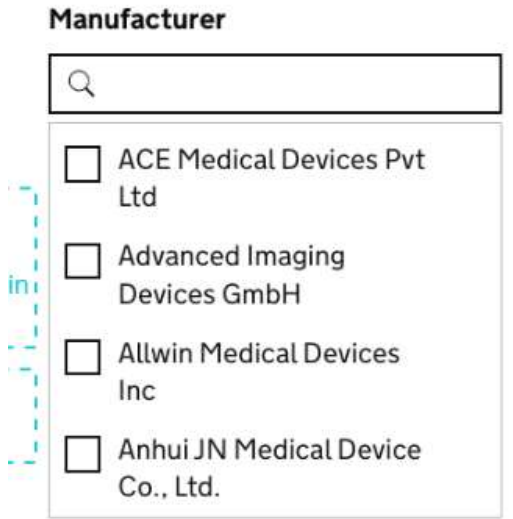 Manufacturer
ACE Medical Devices Pvt
Ltd
Advanced Imaging
in
Devices GmbH
Allwin Medical Devices
Inc
Anhui JN Medical Device
Co., Ltd.